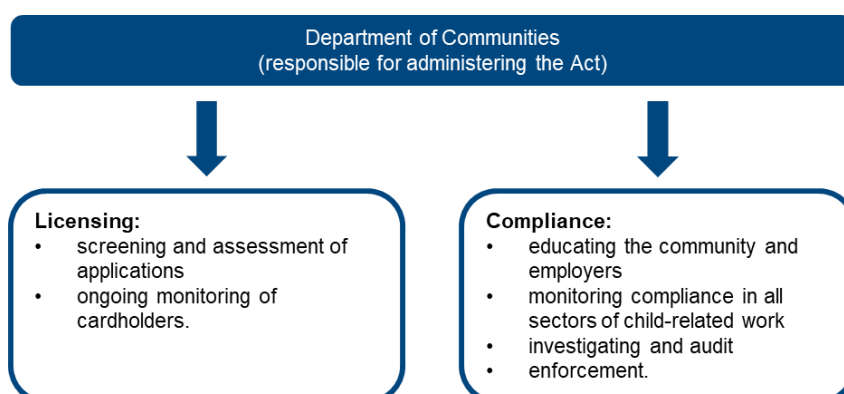 Department of Communities
(responsible for administering the Act)
Licensing:
• screening and assessment of
applications
• ongoing monitoring of
cardholders.
Compliance:
• educating the community and
employers
• monitoring compliance in all
sectors of child-related work
• investigating and audit
• enforcement.